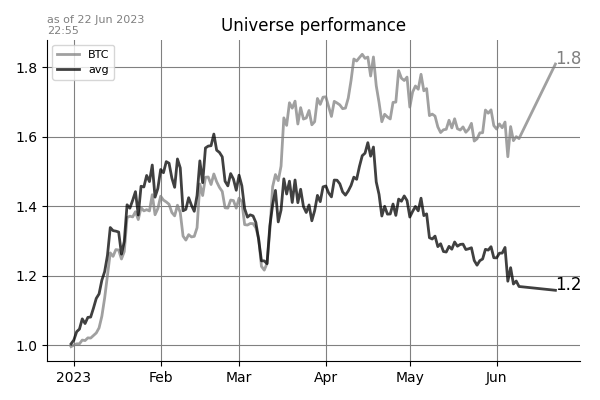 as of 22 Jun 2023
22:55
Universe performance
BTC
avg
1.8
1.6
1.4
1.2
1.0
1.8
1.2
2023
Feb
Mar
Apr
May
Jun